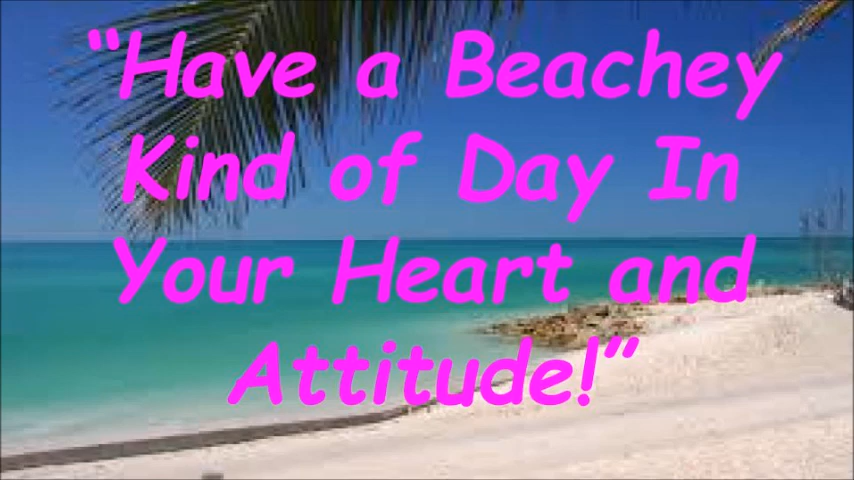 “Have a Beachey
Kind of Day In
Your Heart and
Attitude!”